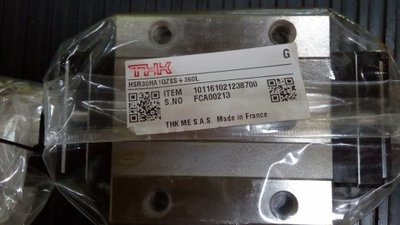 THK
G
HSR30HA1QZSS+360L
ITEM 101161021238700
S.NO FCA00213
THK ME S.A.S. Made in France